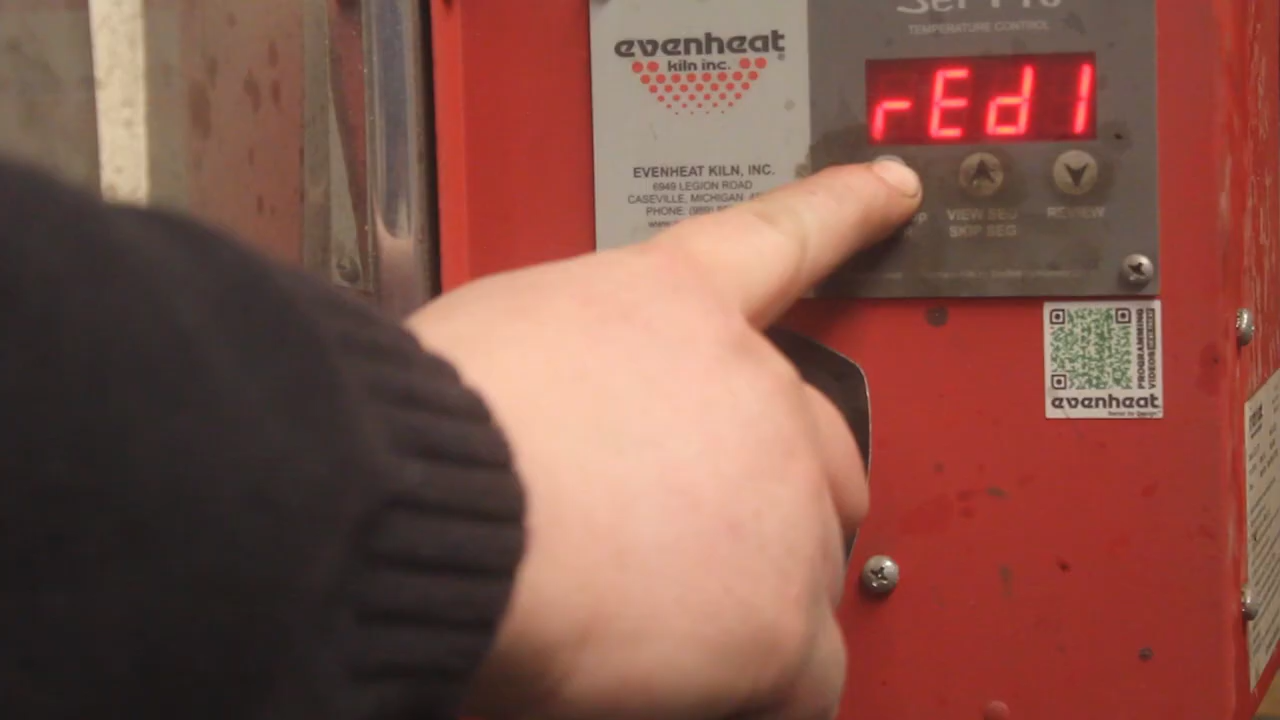 Set Pro
TEMPERATURE CONTROL
evenheat
kiln inc.
rEd1
EVENHEAT KILN, INC.
6949 LEGION ROAD
CASEVILLE, MICHIGAN
PHONE: (989)
VIEW SEG
SKIP SEG
REVIEW
PROGRAMMING
VIDEOS
evenheat